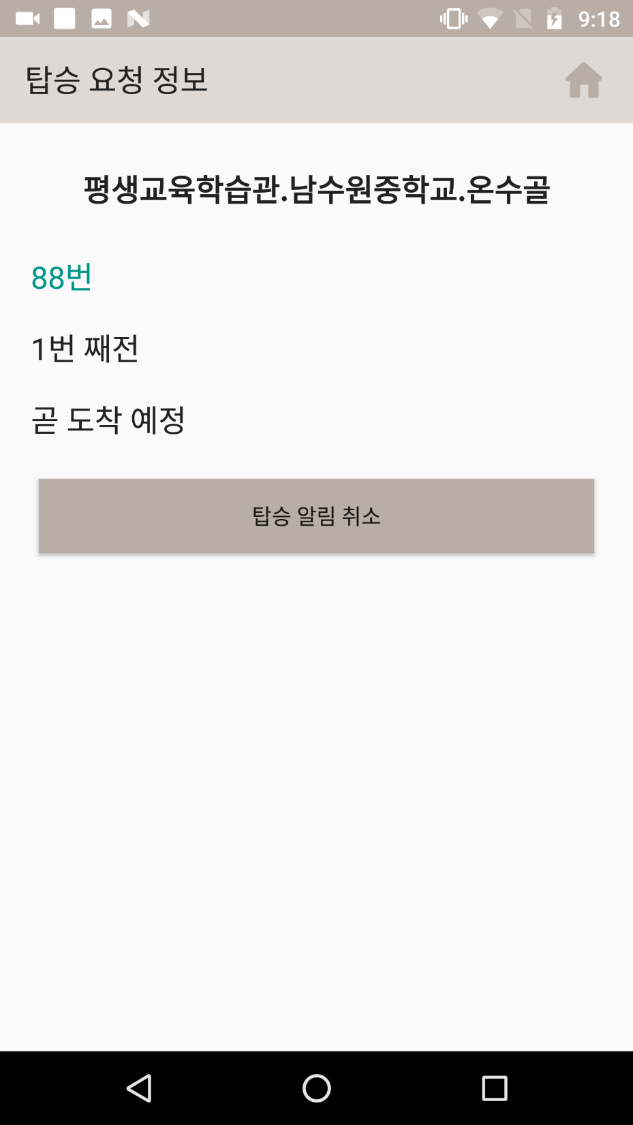 9:18
탑승 요청 정보
평생교육학습관.남수원중학교.온수골
88번
1번 째전
곧 도착 예정
탑승 알림 취소